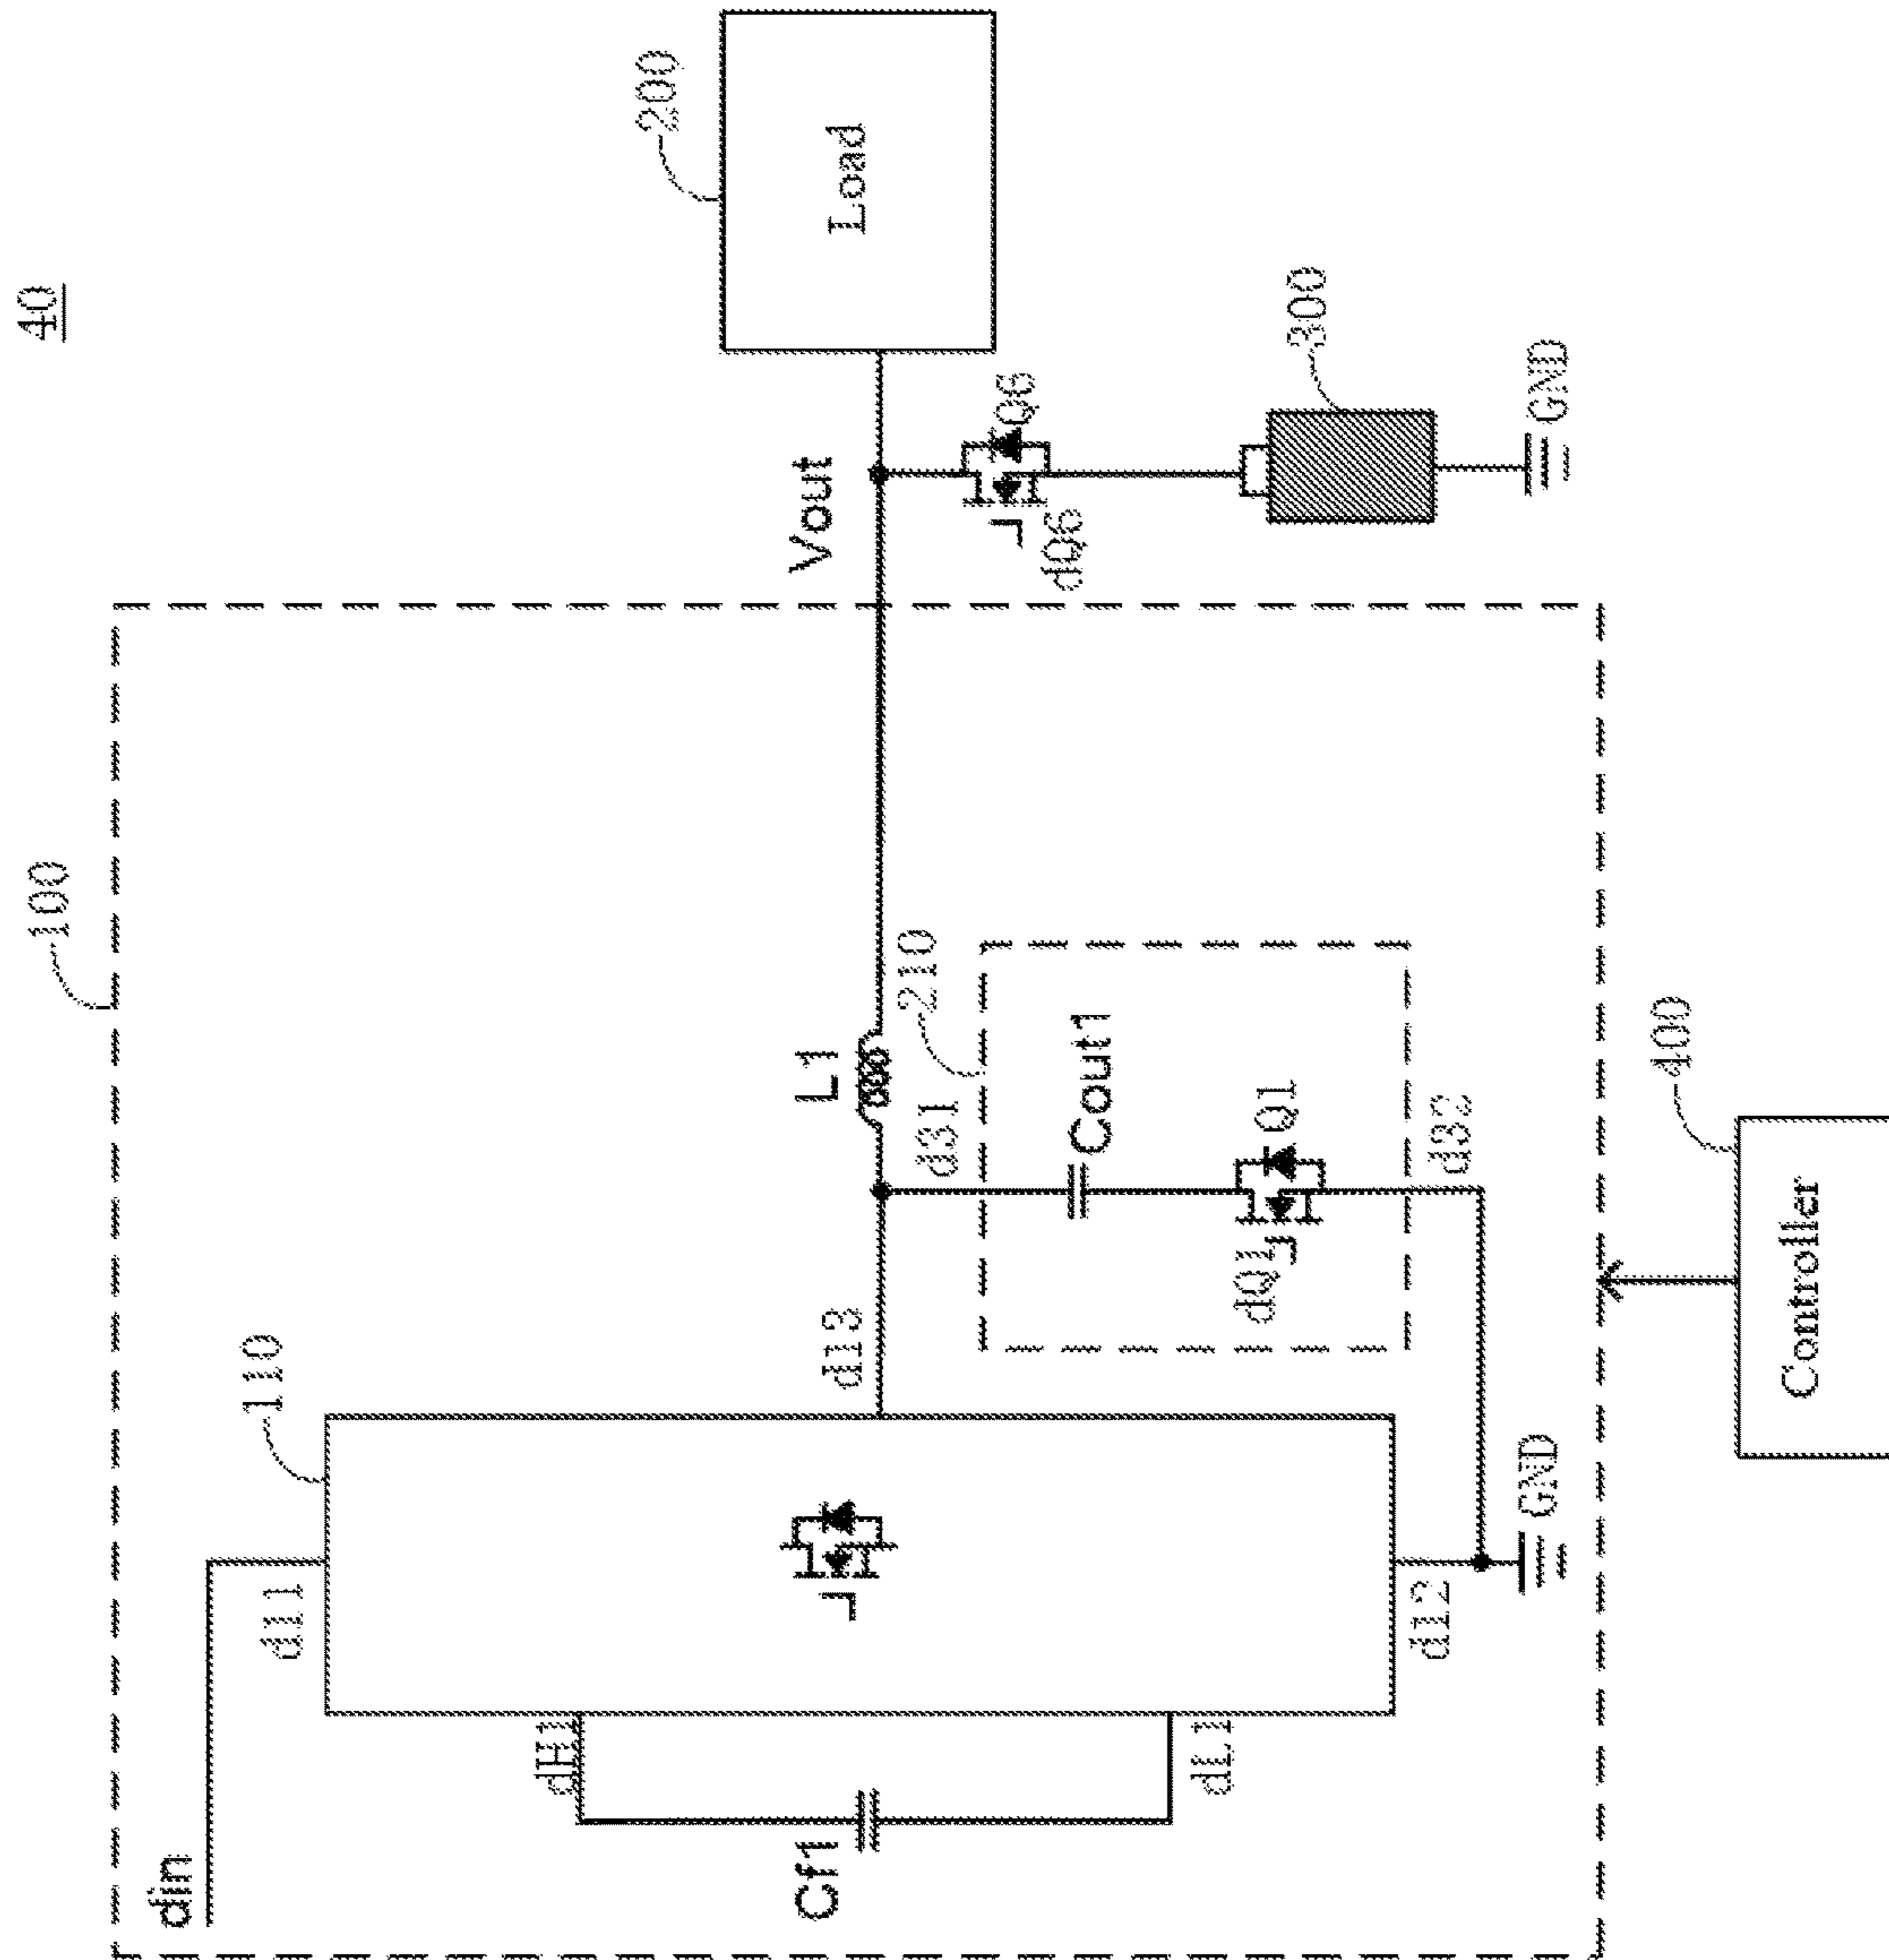 40
100
din
d11
110
dH1
Cf1
dL1
d12
GND
d13
L1
d31
210
Cout1
dQ1
Q1
d32
Vout
200
Load
Q6
dQ6
300
GND
400
Controller